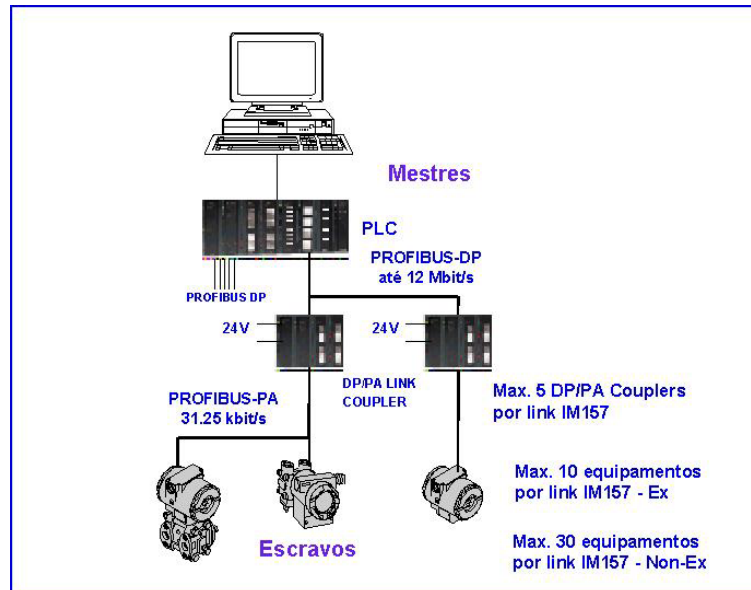 Mestres
PLC
PROFIBUS-DP
até 12 Mbit/s
PROFIBUS DP
24V
24V
DP/PA LINK
COUPLER
PROFIBUS-PA
31.25 kbit/s
Max. 5 DP/PA Couplers
por link IM157
Max. 10 equipamentos
por link IM157 - Ex
Escravos
Max. 30 equipamentos
por link IM157 - Non-Ex